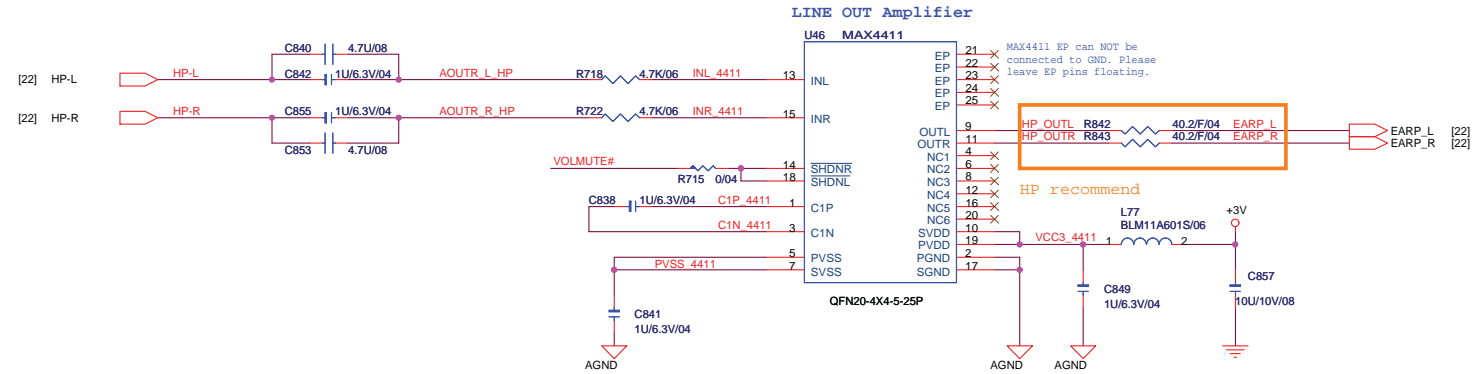 LINE OUT Amplifier
U46 MAX4411
C840 4.7U/08
[22] HP-L HP-L C842 1U/6.3V/04 AOUTR_L_HP R718 4.7K/06 INL_4411 13 INL
[22] HP-R HP-R C855 1U/6.3V/04 AOUTR_R_HP R722 4.7K/06 INR_4411 15 INR
C853 4.7U/08
VOLMUTE# 14 SHDNR
R715 0/04 18 SHDNL
C838 1U/6.3V/04 C1P_4411 1 C1P
C1N_4411 3 C1N
5 PVSS
PVSS_4411 7 SVSS
C841
1U/6.3V/04
AGND
EP 21
EP 22
EP 23
EP 24
EP 25
MAX4411 EP can NOT be
connected to GND. Please
leave EP pins floating.
OUTL 9 HP_OUTL R842 40.2/F/04 EARP_L EARP_L [22]
OUTR 11 HP_OUTR R843 40.2/F/04 EARP_R EARP_R [22]
NC1 4
NC2 6
NC3 8
NC4 12
NC5 16
NC6 20
HP recommend
SVDD 10
PVDD 19 VCC3_4411 1 2
PGND 2
SGND 17
L77
BLM11A601S/06
+3V
C849
1U/6.3V/04
C857
10U/10V/08
QFN20-4X4-5-25P
AGND
AGND